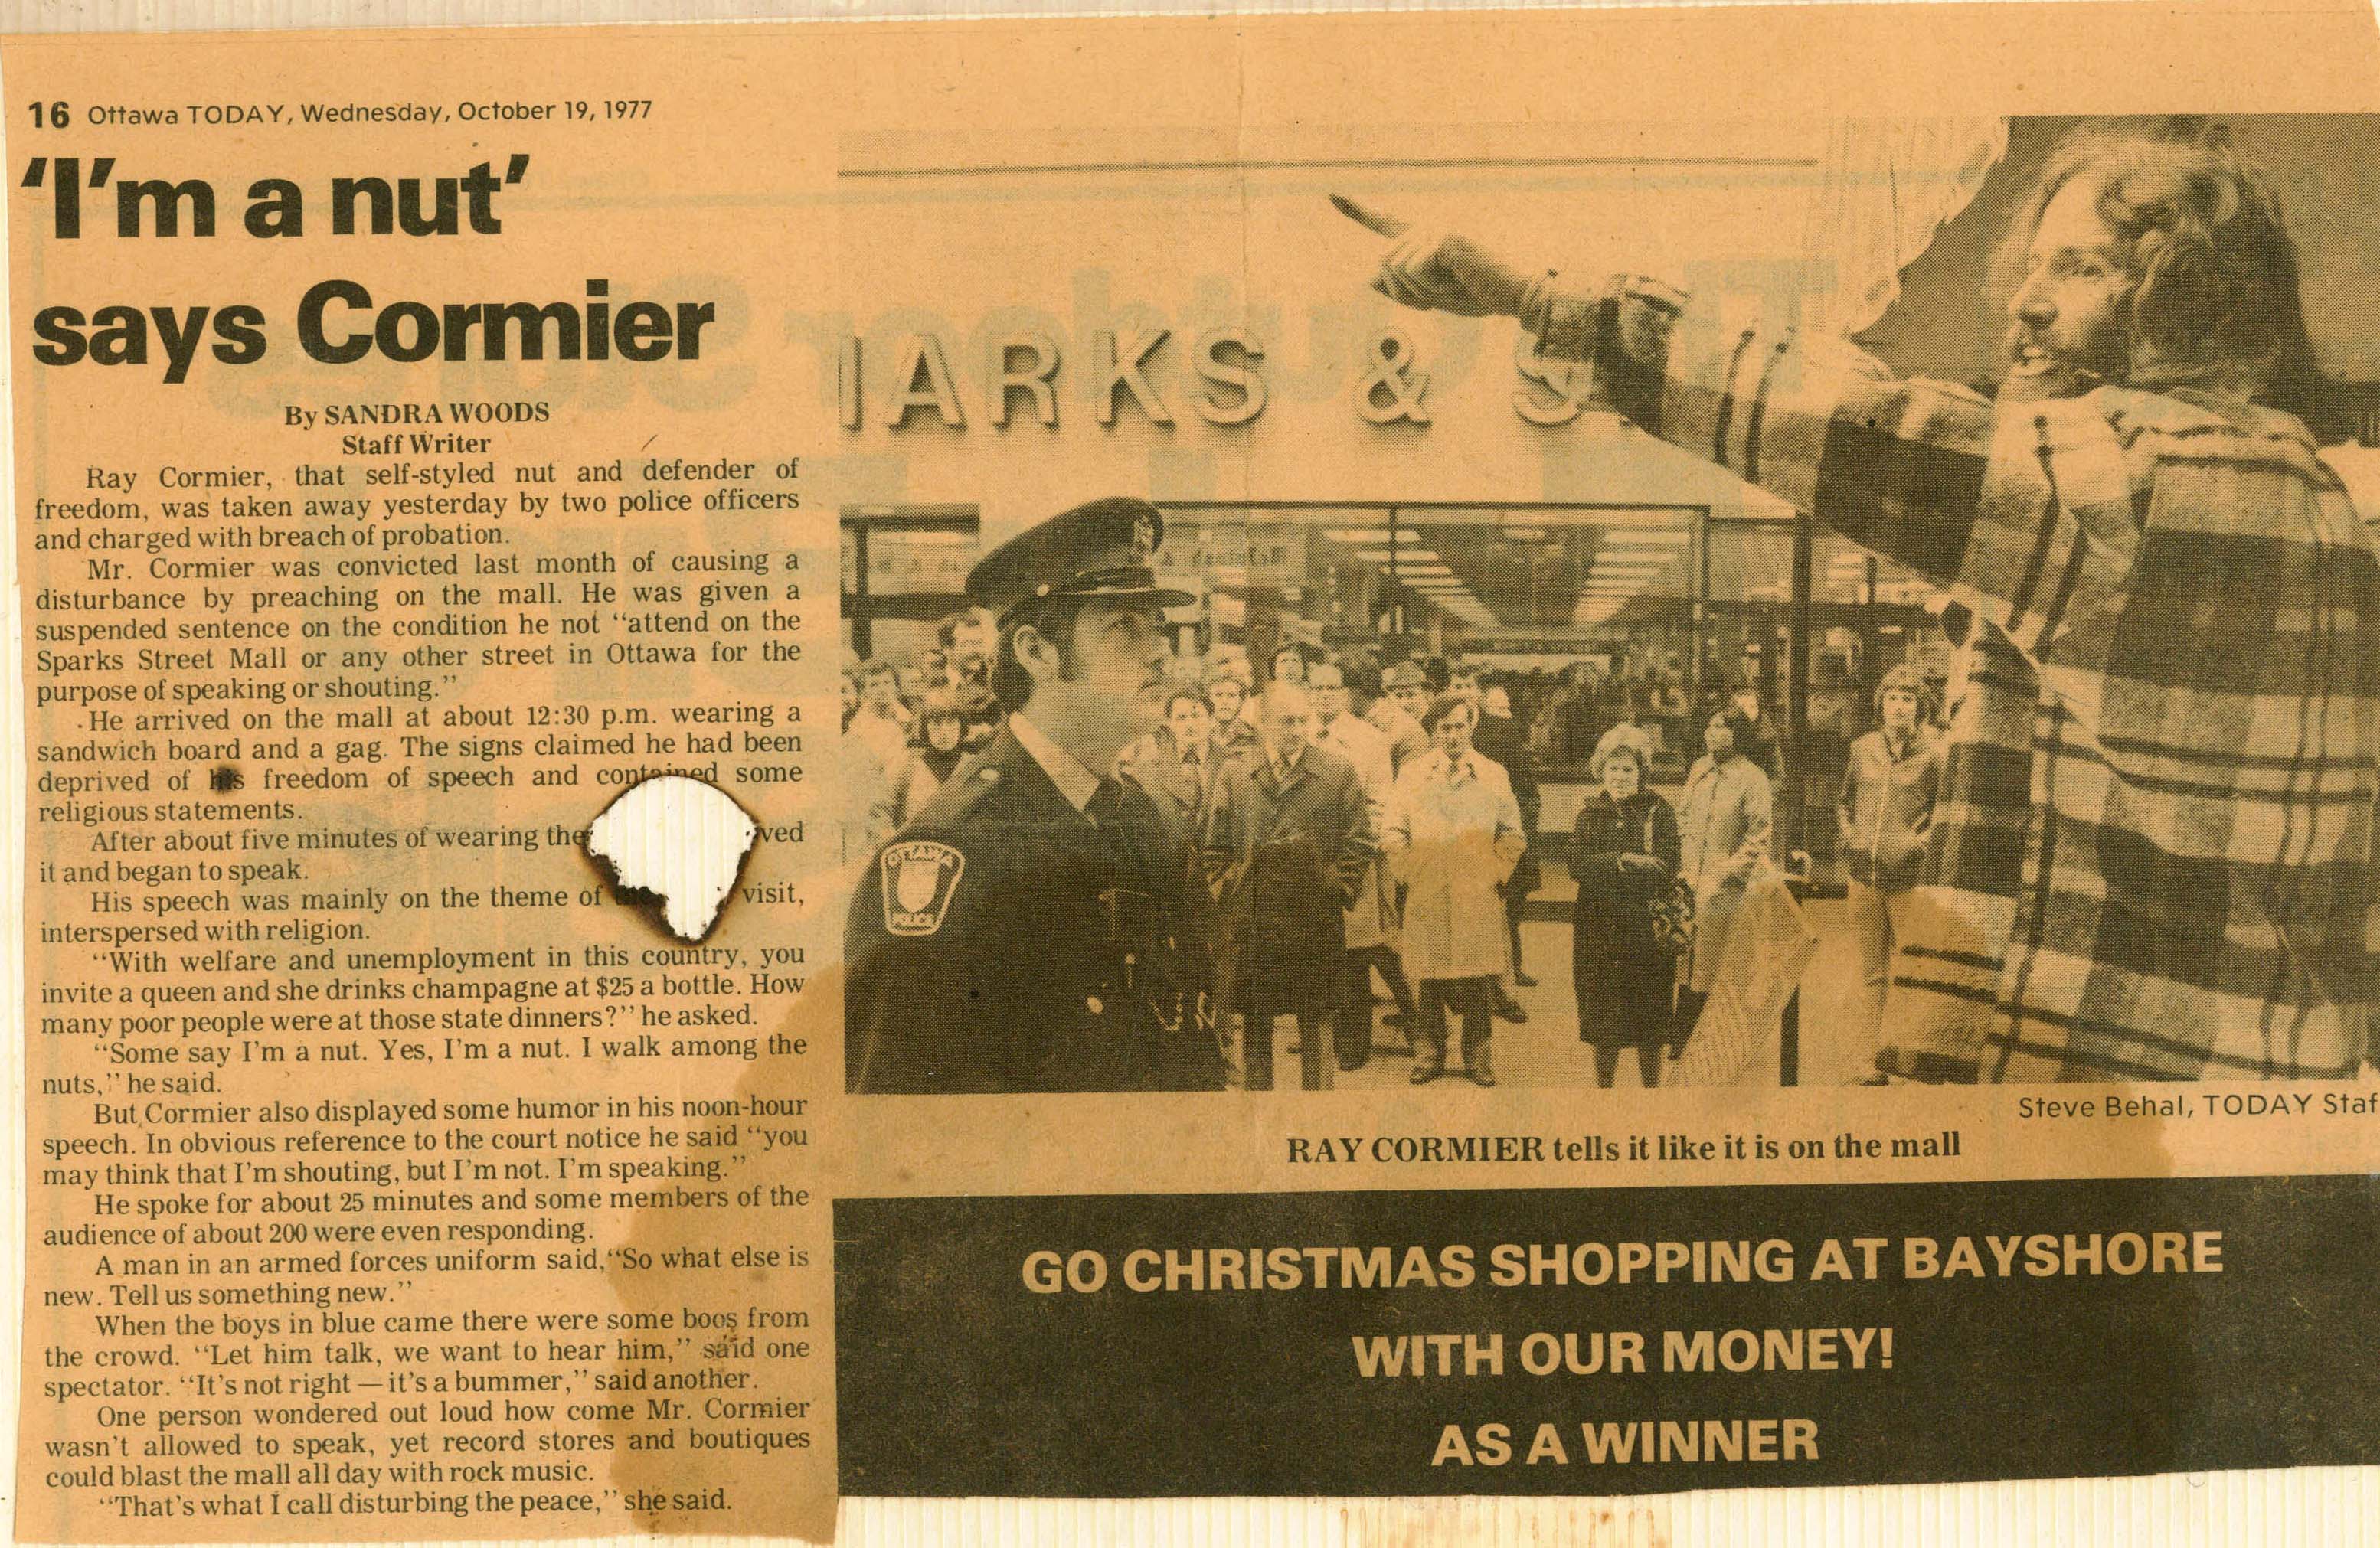 16 Ottawa TODAY, Wednesday, October 19, 1977
'I'm a nut'
says Cormier
By SANDRA WOODS
Staff Writer
Ray Cormier, that self-styled nut and defender of
freedom, was taken away yesterday by two police officers
and charged with breach of probation.
Mr. Cormier was convicted last month of causing a
disturbance by preaching on the mall. He was given a
suspended sentence on the condition he not "attend on the
Sparks Street Mall or any other street in Ottawa for the
purpose of speaking or shouting."
He arrived on the mall at about 12:30 p.m. wearing a
sandwich board and a gag. The signs claimed he had been
deprived of his freedom of speech and contained some
religious statements.
After about five minutes of wearing the
it and began to speak.
His speech was mainly on the theme of visit,
interspersed with religion.
"With welfare and unemployment in this country, you
invite a queen and she drinks champagne at $25 a bottle. How
many poor people were at those state dinners?" he asked.
"Some say I'm a nut. Yes, I'm a nut. I walk among the
nuts," he said.
But Cormier also displayed some humor in his noon-hour
speech. In obvious reference to the court notice he said "you
may think that I'm shouting, but I'm not. I'm speaking."
He spoke for about 25 minutes and some members of the
audience of about 200 were even responding.
A man in an armed forces uniform said, "So what else is
new. Tell us something new."
When the boys in blue came there were some boos from
the crowd. "Let him talk, we want to hear him," said one
spectator. "It's not right — it's a bummer," said another.
One person wondered out loud how come Mr. Cormier
wasn't allowed to speak, yet record stores and boutiques
could blast the mall all day with rock music.
"That's what I call disturbing the peace," she said.
MARKS & S
OTTAWA
POLICE
Steve Behal, TODAY Staf
RAY CORMIER tells it like it is on the mall
GO CHRISTMAS SHOPPING AT BAYSHORE
WITH OUR MONEY!
AS A WINNER